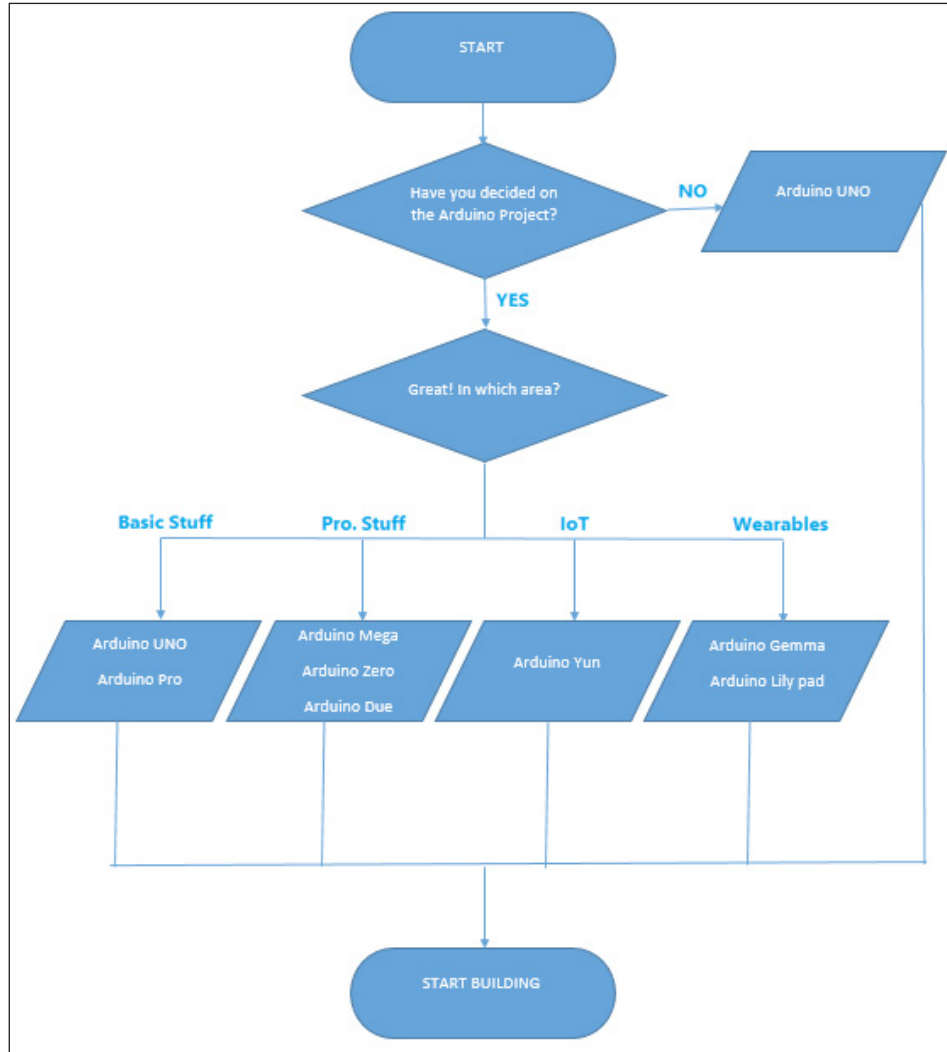 START
Have you decided on
the Arduino Project?
NO
Arduino UNO
YES
Great! In which area?
Basic Stuff
Pro. Stuff
IoT
Wearables
Arduino UNO
Arduino Pro
Arduino Mega
Arduino Zero
Arduino Due
Arduino Yun
Arduino Gemma
Arduino Lily pad
START BUILDING